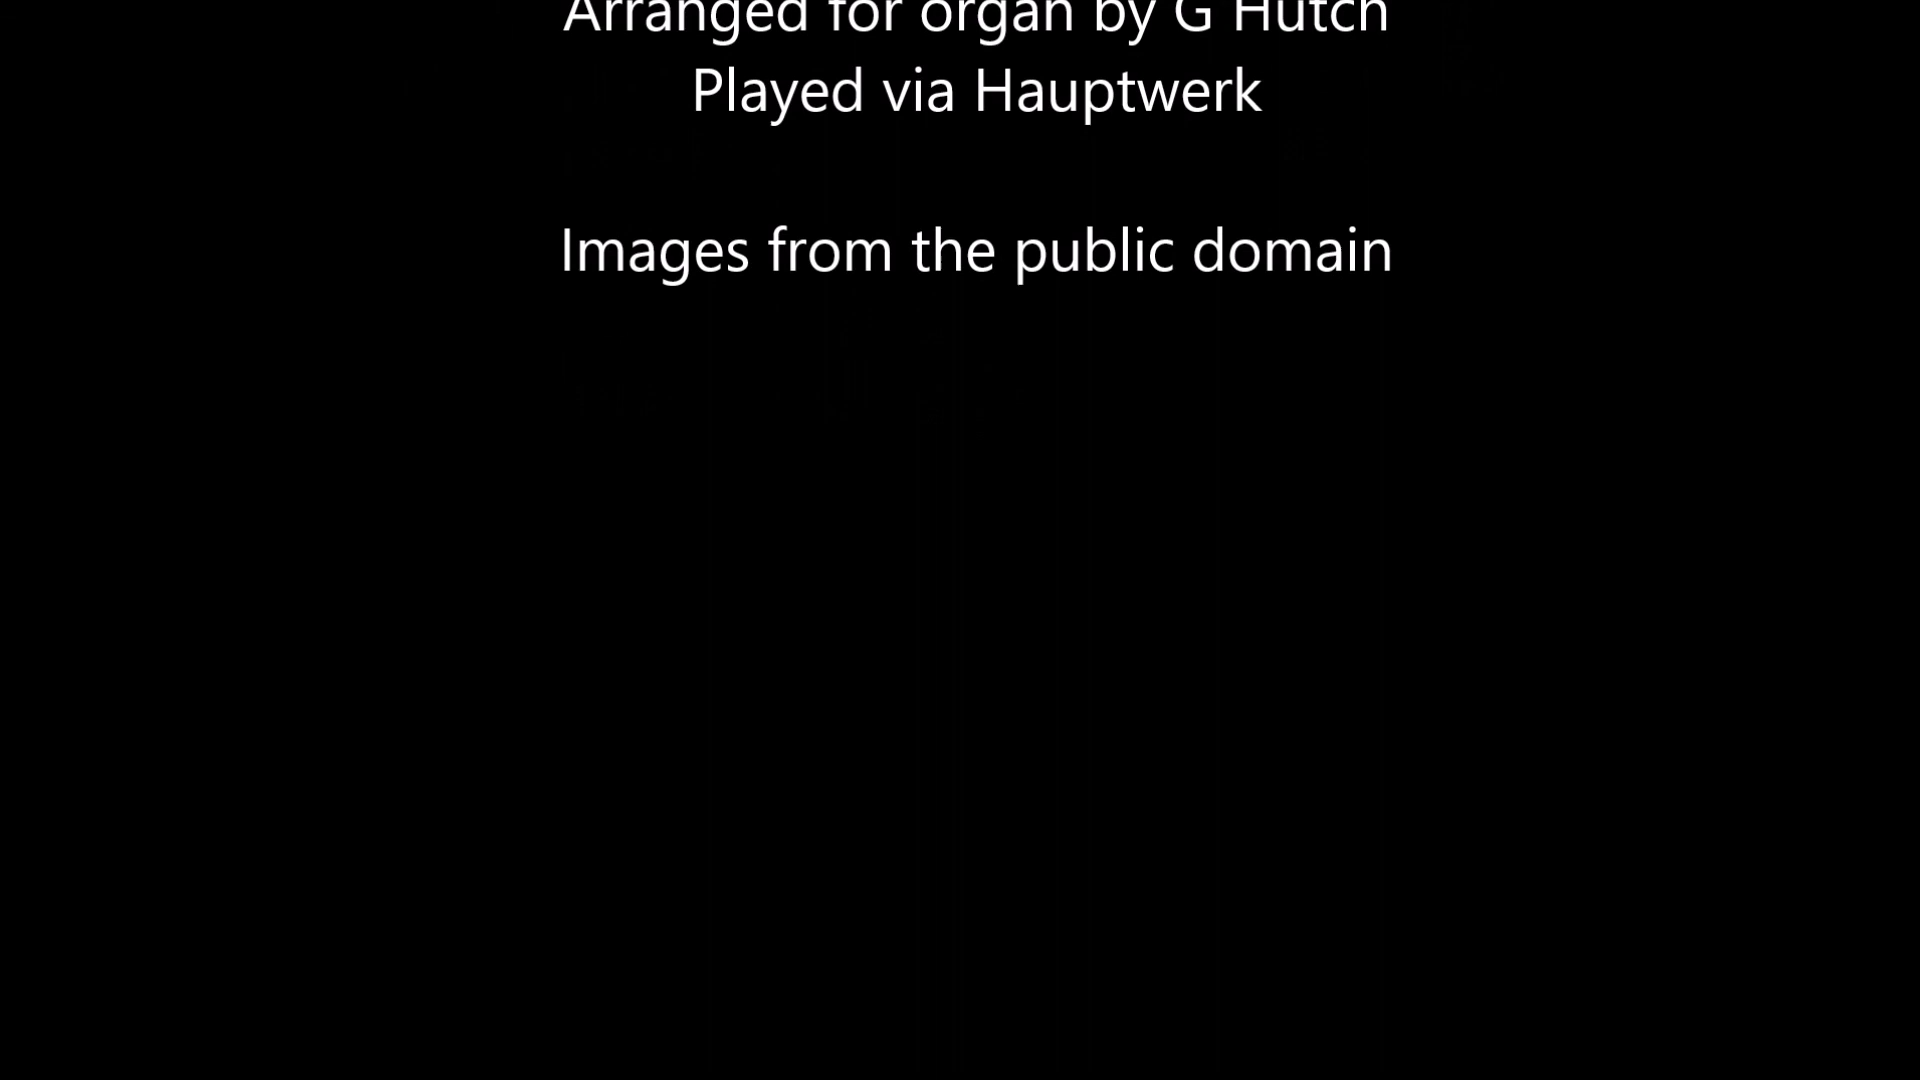 Arranged for organ by G Hutch
Played via Hauptwerk
Images from the public domain